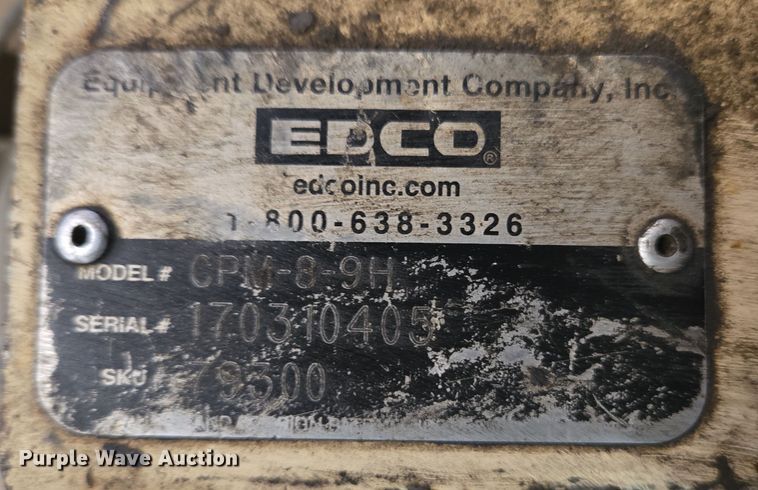 Equipment Development Company, Inc.
EDCO®
edcoinc.com
1-800-638-3326
MODEL # CPM-8-9H
SERIAL # 170310405
SKU # 79300
Purple Wave Auction